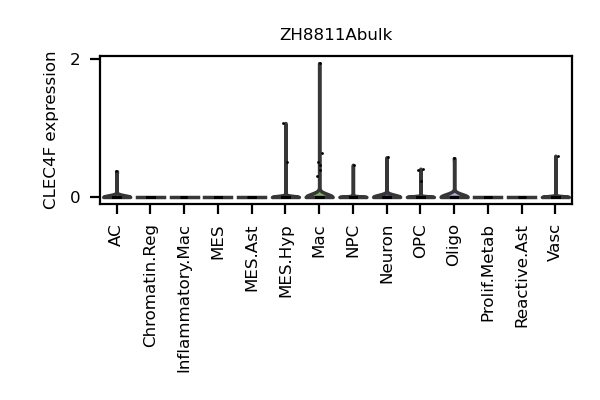 ZH8811Abulk
CLEC4F expression
2
0
AC
Chromatin.Reg
Inflammatory.Mac
MES
MES.Ast
MES.Hyp
Mac
NPC
Neuron
OPC
Oligo
Prolif.Metab
Reactive.Ast
Vasc